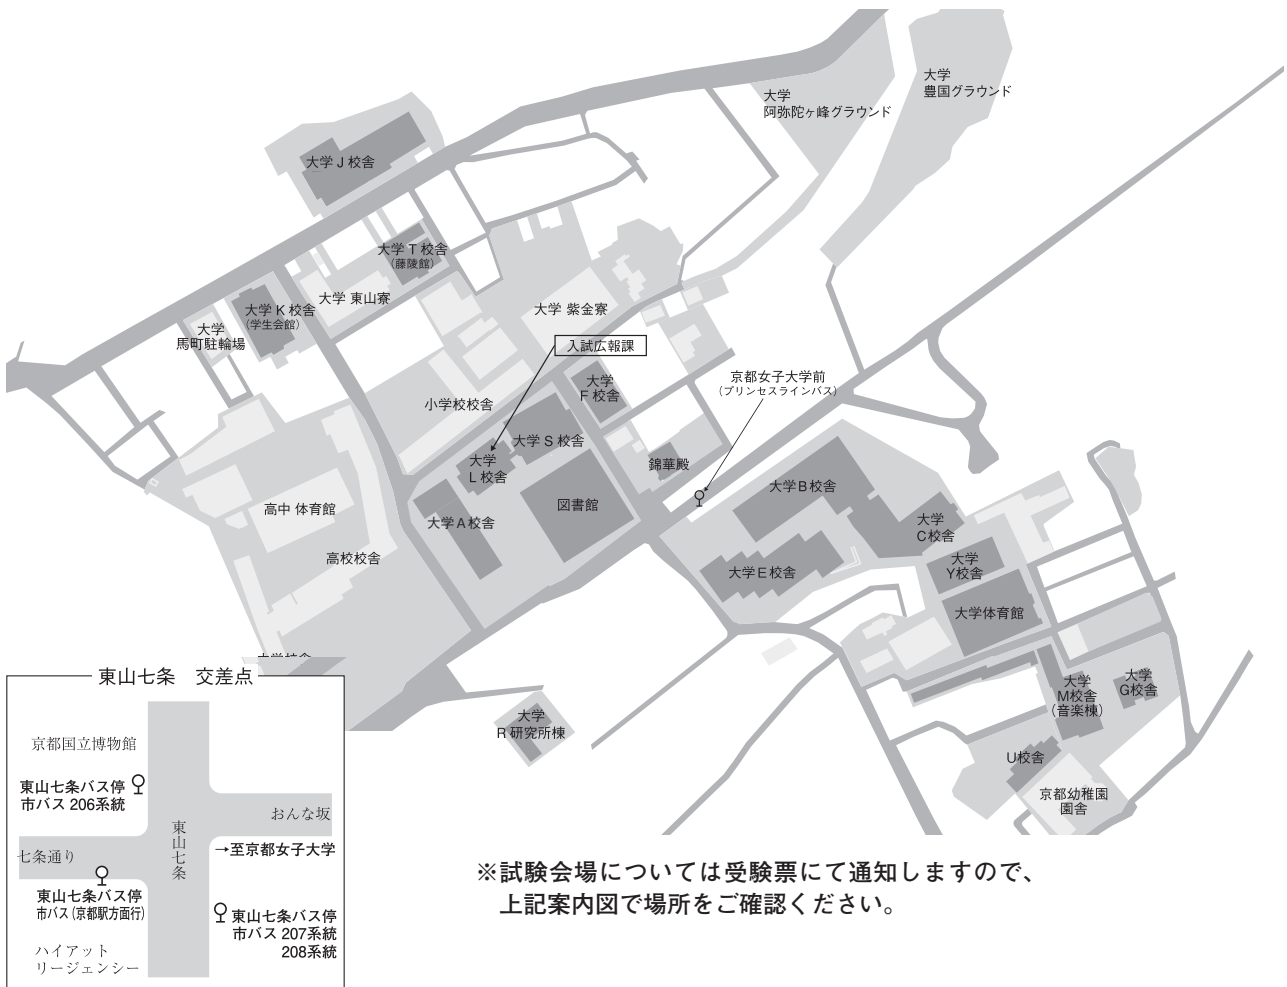 大学
豊国グラウンド
大学
阿弥陀ヶ峰グラウンド
大学 J 校舎
大学 T 校舎
(藤陵館)
大学 東山寮
大学 K 校舎
(学生会館)
大学
馬町駐輪場
大学 紫金寮
入試広報課
小学校校舎
大学
F 校舎
京都女子大学前
(プリンセスラインバス)
大学 S 校舎
大学
L 校舎
錦華殿
図書館
大学 A 校舎
高中 体育館
高校校舎
大学B校舎
大学
C校舎
大学E校舎
大学
Y校舎
大学体育館
大学
M校舎
(音楽棟)
大学
G校舎
U校舎
京都幼稚園
園舎
大学
R 研究所棟
東山七条 交差点
京都国立博物館
東山七条バス停
市バス 206系統
おんな坂
東山七条
七条通り
→至京都女子大学
東山七条バス停
市バス (京都駅方面行)
東山七条バス停
市バス 207系統
208系統
ハイアット
リージェンシー
※試験会場については受験票にて通知しますので、
上記案内図で場所をご確認ください。